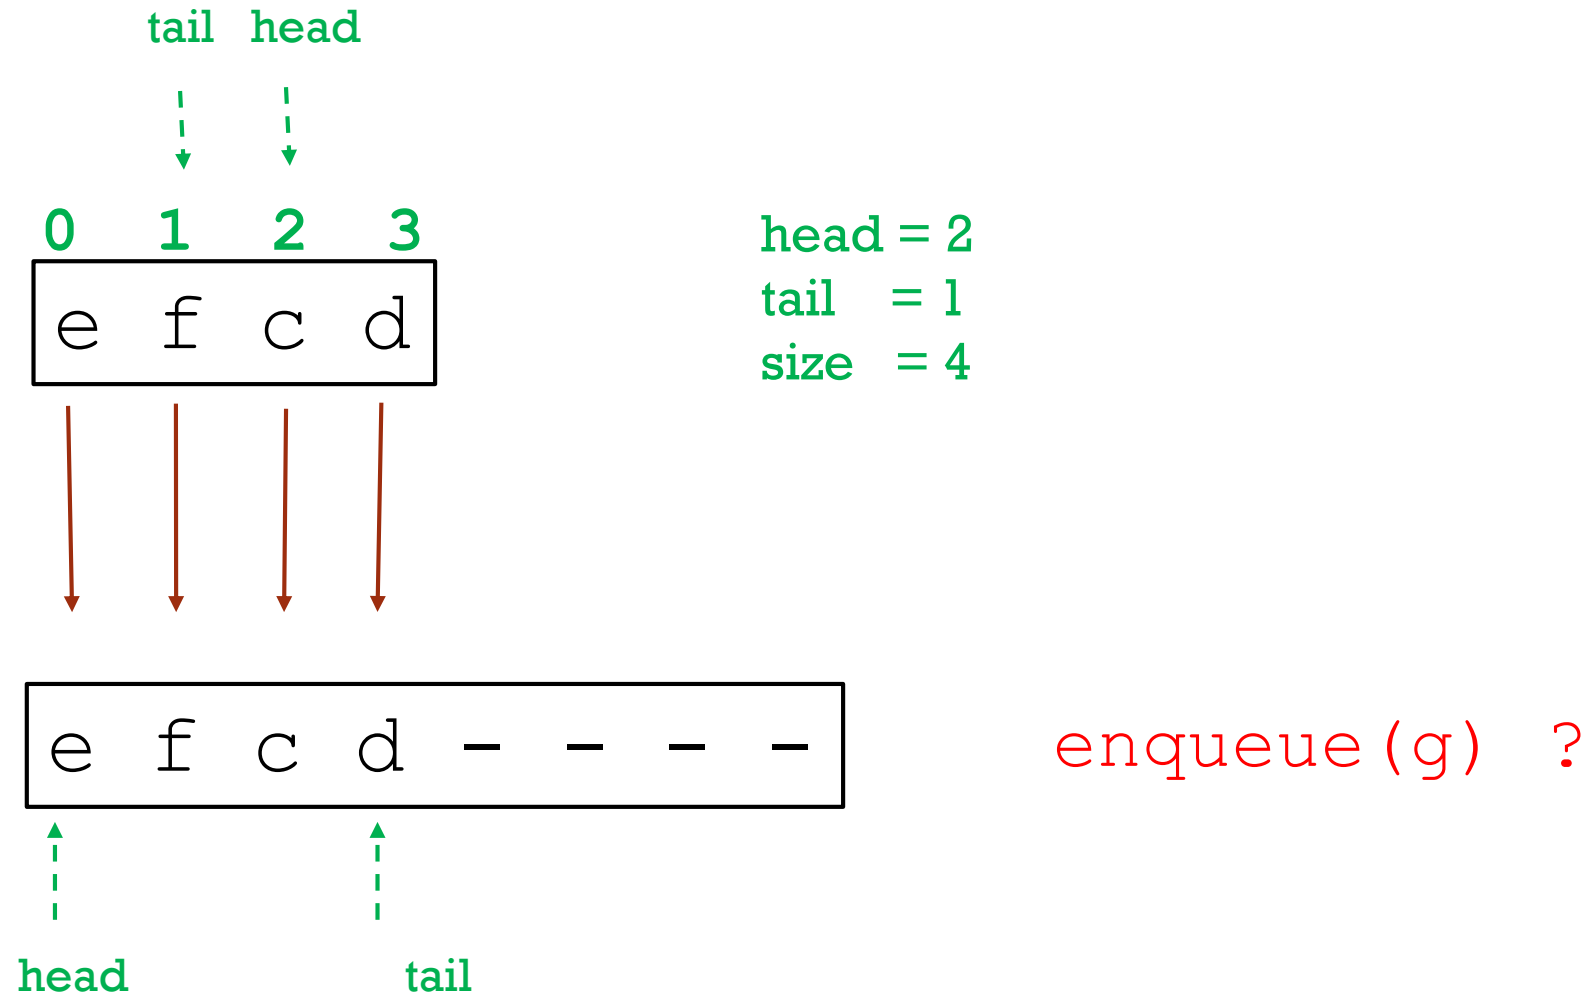 tail head
0 1 2 3
e f c d
head = 2
tail = 1
size = 4
e f c d - - - -
enqueue(g) ?
head tail